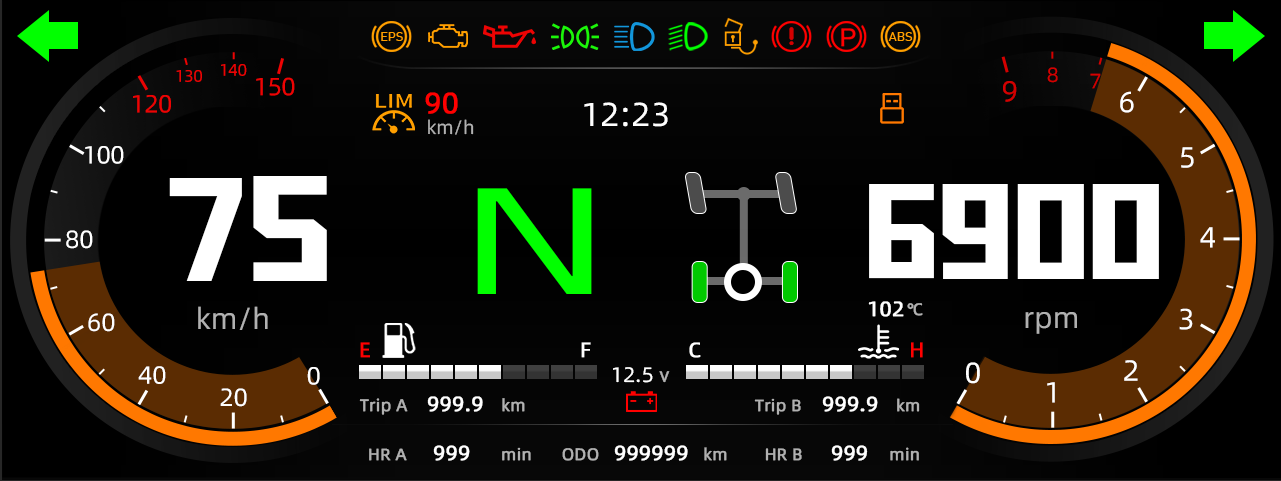 EPS ! P ABS
130 140
120 150
9 8 7
6
LIM 90
km/h
12:23
100
5
75
N
6900
80
4
km/h
102 ℃
rpm
60
3
E F
C H
40 20 0
12.5 V
0 1 2
Trip A 999.9 km
Trip B 999.9 km
HR A 999 min ODO 999999 km HR B 999 min